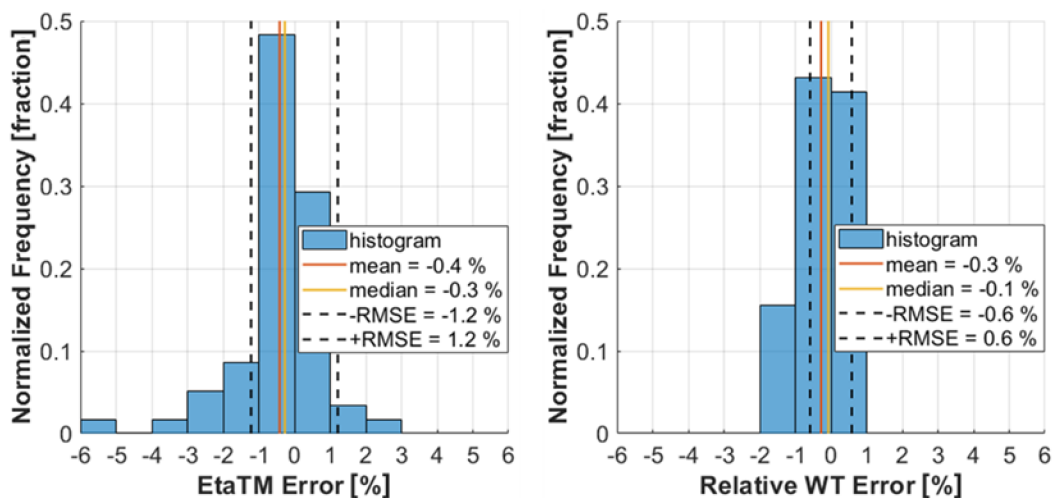 Normalized Frequency [fraction]
0.5
0.4
0.3
0.2
0.1
0
-6 -5 -4 -3 -2 -1 0 1 2 3 4 5 6
EtaTM Error [%]
histogram
mean = -0.4 %
median = -0.3 %
-RMSE = -1.2 %
+RMSE = 1.2 %
Normalized Frequency [fraction]
0.5
0.4
0.3
0.2
0.1
0
-6 -5 -4 -3 -2 -1 0 1 2 3 4 5 6
Relative WT Error [%]
histogram
mean = -0.3 %
median = -0.1 %
-RMSE = -0.6 %
+RMSE = 0.6 %